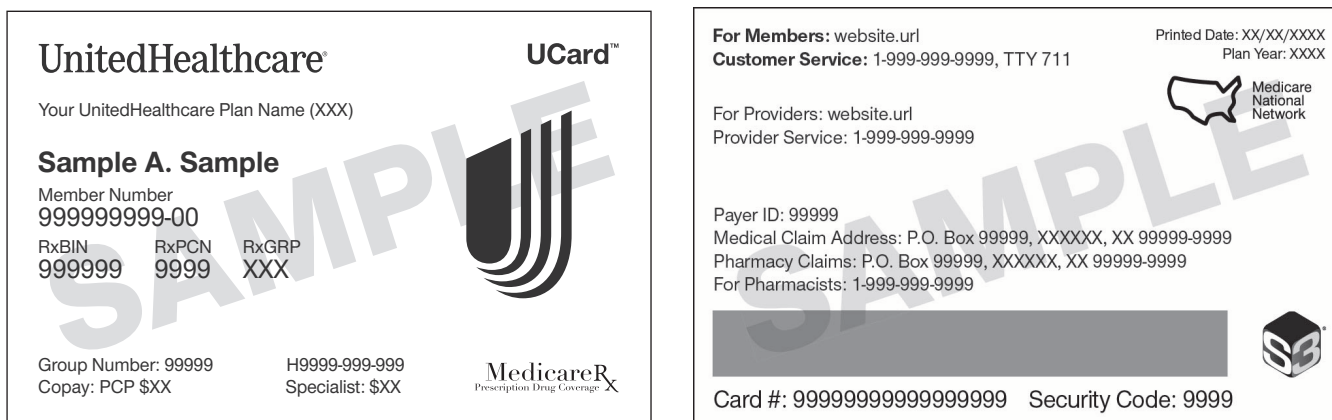 UnitedHealthcare®
UCard™
Your UnitedHealthcare Plan Name (XXX)
Sample A. Sample
Member Number
999999999-00
RxBIN RxPCN RxGRP
999999 9999 XXX
Group Number: 99999 H9999-999-999
Copay: PCP $XX Specialist: $XX
MedicareRx
Prescription Drug Coverage
SAMPLE
For Members: website.url
Customer Service: 1-999-999-9999, TTY 711
Printed Date: XX/XX/XXXX
Plan Year: XXXX
Medicare
National
Network
For Providers: website.url
Provider Service: 1-999-999-9999
Payer ID: 99999
Medical Claim Address: P.O. Box 99999, XXXXXX, XX 99999-9999
Pharmacy Claims: P.O. Box 99999, XXXXXX, XX 99999-9999
For Pharmacists: 1-999-999-9999
S3®
Card #: 99999999999999999 Security Code: 9999
SAMPLE